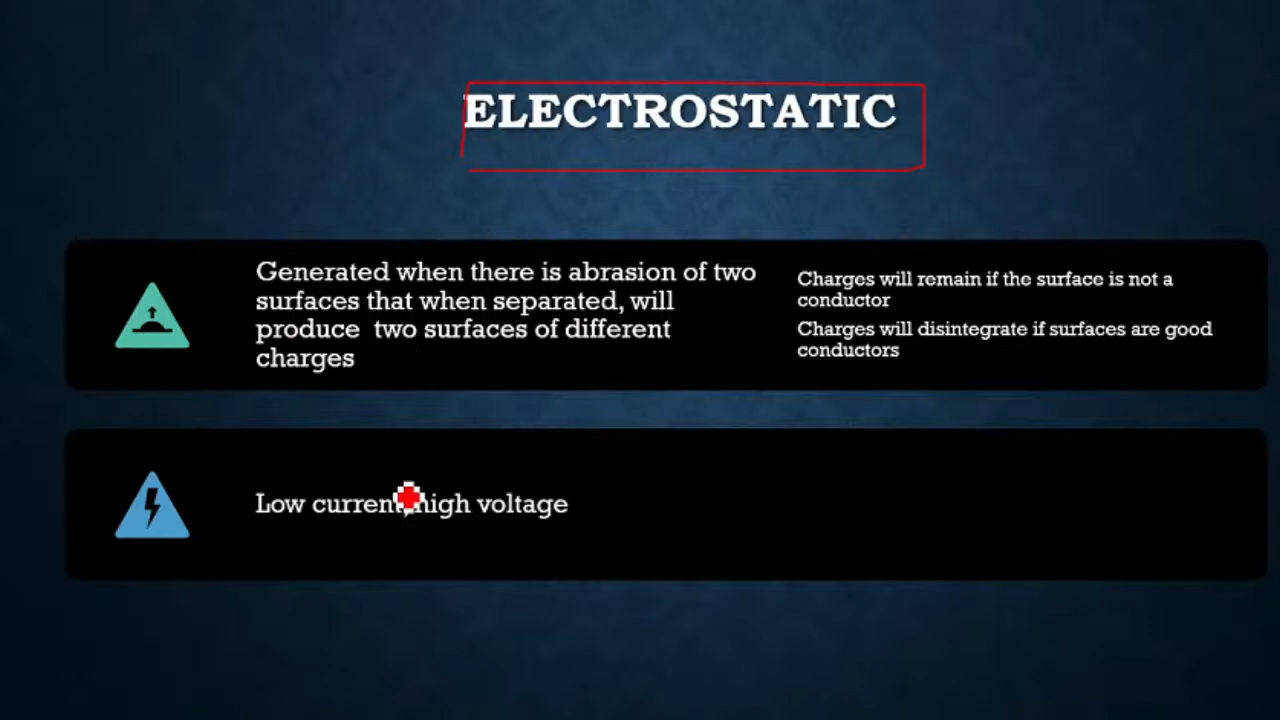 ELECTROSTATIC
Generated when there is abrasion of two
surfaces that when separated, will
produce two surfaces of different
charges
Charges will remain if the surface is not a
conductor
Charges will disintegrate if surfaces are good
conductors
Low current, high voltage